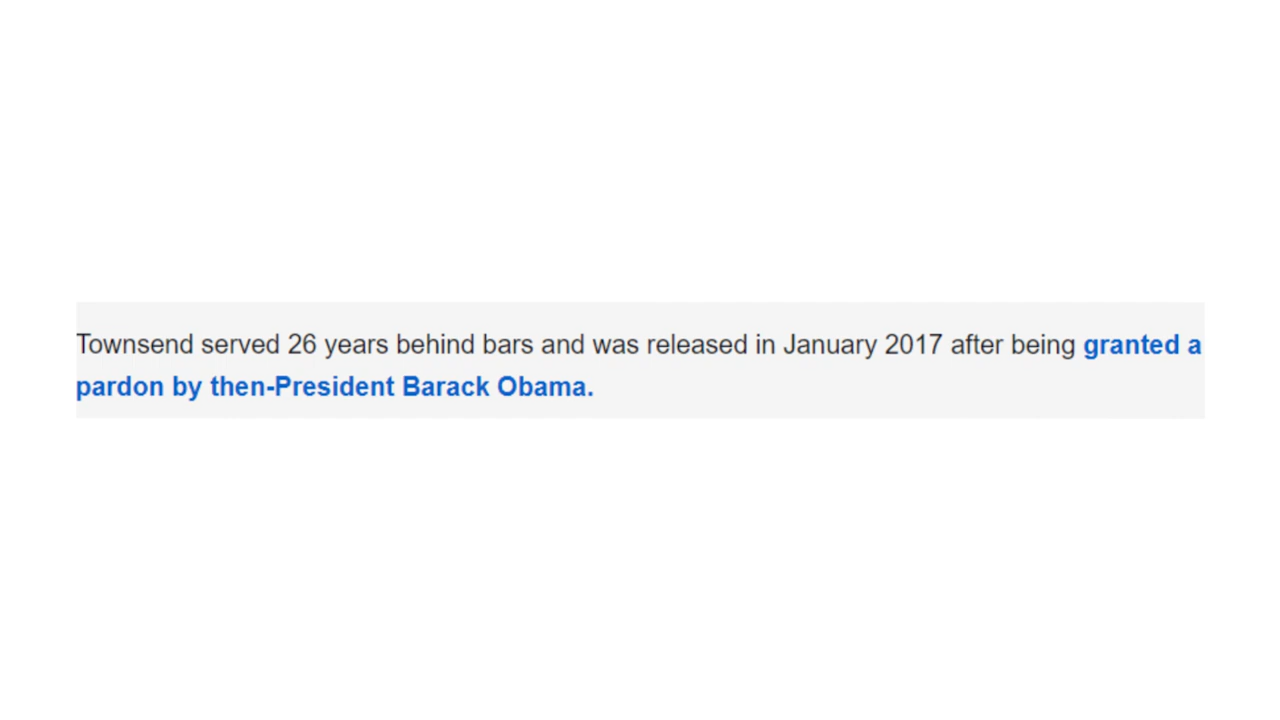 Townsend served 26 years behind bars and was released in January 2017 after being granted a
pardon by then-President Barack Obama.